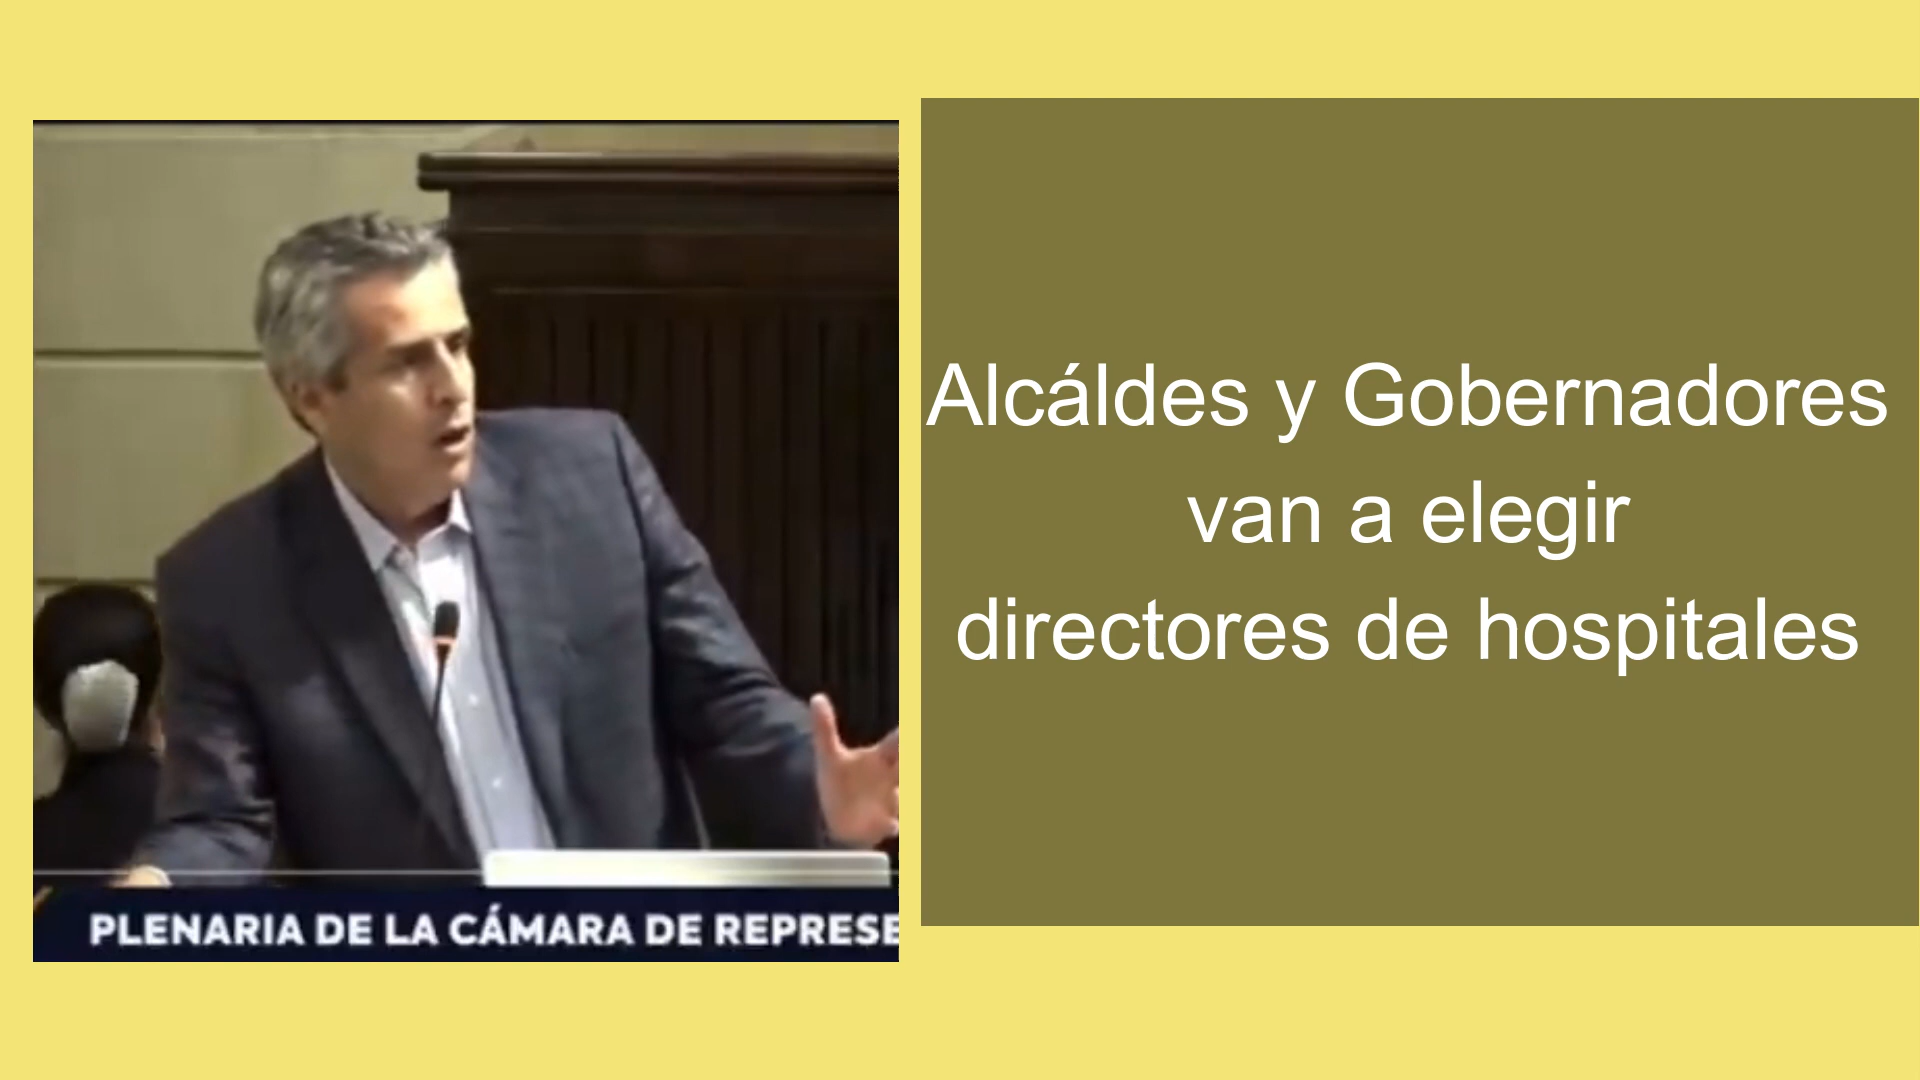 Alcáldes y Gobernadores
van a elegir
directores de hospitales
PLENARIA DE LA CÁMARA DE REPRESE